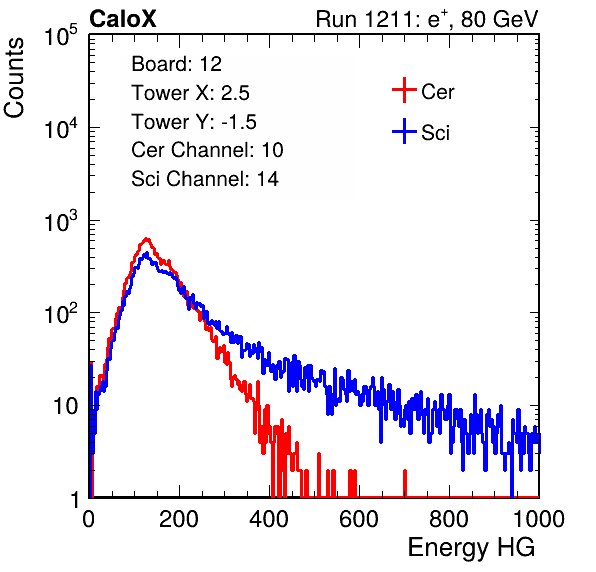 CaloX Run 1211: e⁺, 80 GeV
Counts
10⁵
10⁴
10³
10²
10
1
Board: 12
Tower X: 2.5
Tower Y: -1.5
Cer Channel: 10
Sci Channel: 14
Cer
Sci
0 200 400 600 800 1000
Energy HG